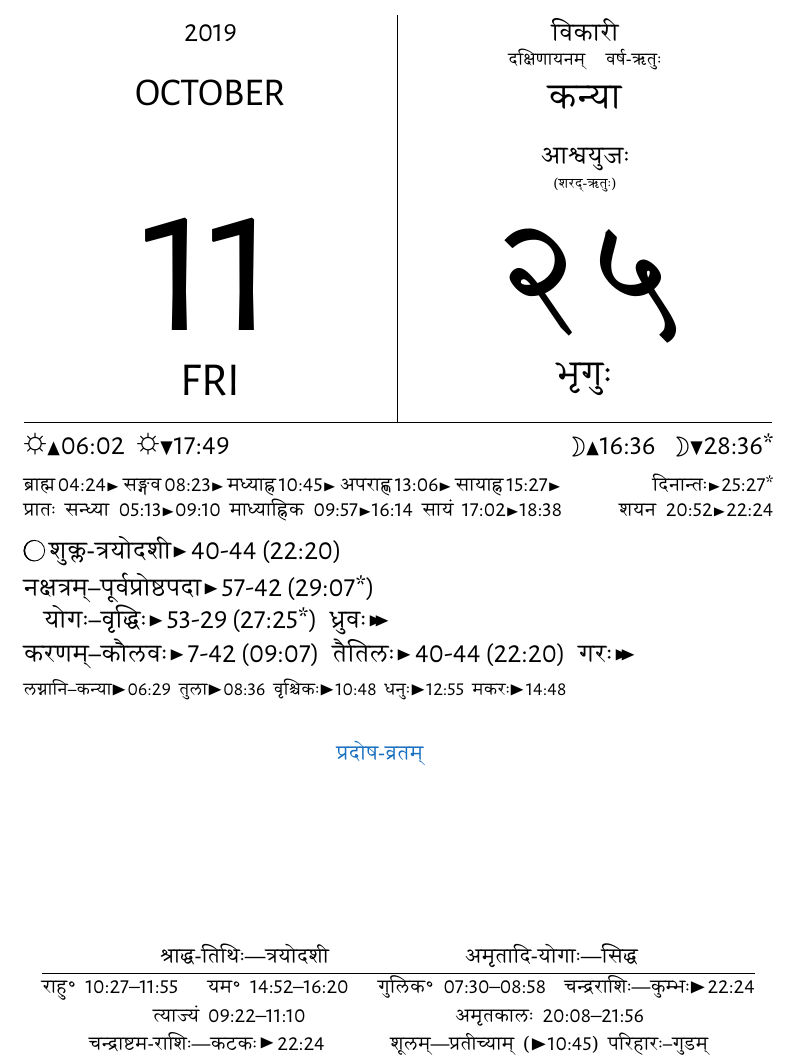 2019
OCTOBER
11
FRI
विकारी
दक्षिणायनम् वर्ष-ऋतुः
कन्या
आश्वयुजः
(शरद्-ऋतुः)
२५
भृगुः
☼▲06:02 ☼▼17:49 ☽▲16:36 ☽▼28:36*
ब्राह्म 04:24► सङ्गव 08:23► मध्याह्न 10:45► अपराह्ण 13:06► सायाह्न 15:27► दिनान्तः►25:27*
प्रातः सन्ध्या 05:13►09:10 माध्याह्निक 09:57►16:14 सायं 17:02►18:38 शयन 20:52►22:24
◯शुक्ल-त्रयोदशी►40-44 (22:20)
नक्षत्रम्–पूर्वप्रोष्ठपदा►57-42 (29:07*)
योगः–वृद्धिः►53-29 (27:25*) ध्रुवः►►
करणम्–कौलवः►7-42 (09:07) तैतिलः►40-44 (22:20) गरः►►
लग्नानि–कन्या►06:29 तुला►08:36 वृश्चिकः►10:48 धनुः►12:55 मकरः►14:48
प्रदोष-व्रतम्
श्राद्ध-तिथिः—त्रयोदशी अमृतादि-योगाः—सिद्ध
राहु॰ 10:27–11:55 यम॰ 14:52–16:20 गुलिक॰ 07:30–08:58 चन्द्रराशिः—कुम्भः►22:24
त्याज्यं 09:22–11:10 अमृतकालः 20:08–21:56
चन्द्राष्टम-राशिः—कटकः►22:24 शूलम्—प्रतीच्याम् (►10:45) परिहारः–गुडम्